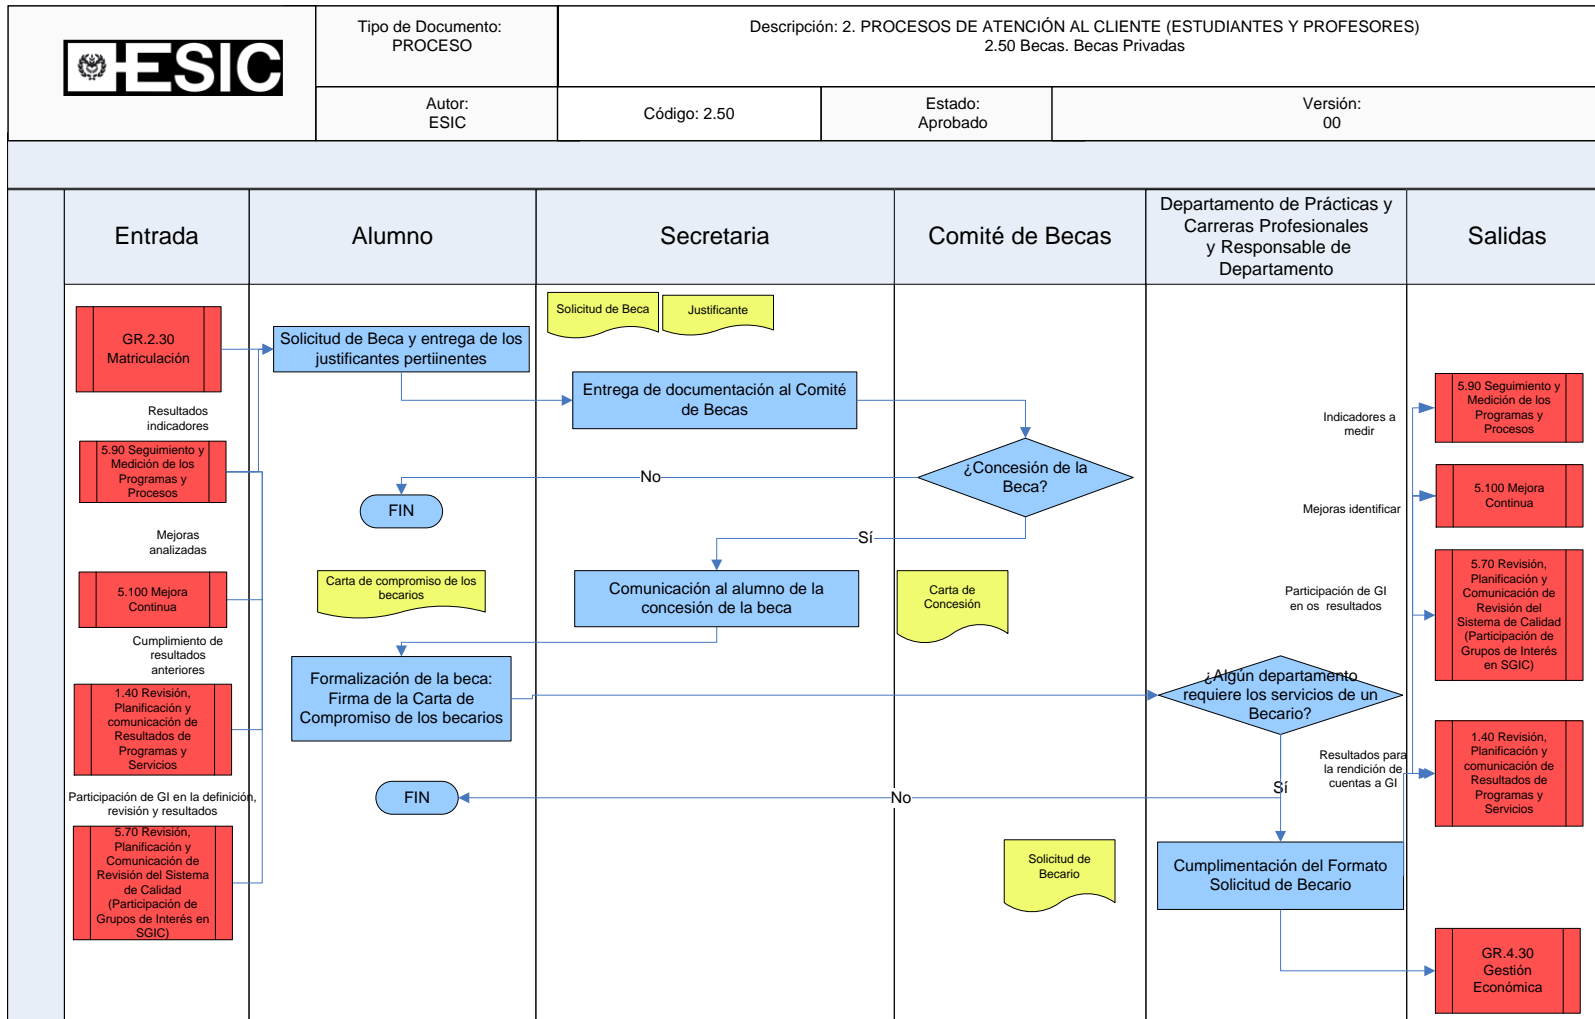 ESIC
Tipo de Documento:
PROCESO
Descripción: 2. PROCESOS DE ATENCIÓN AL CLIENTE (ESTUDIANTES Y PROFESORES)
2.50 Becas. Becas Privadas
Autor:
ESIC
Código: 2.50
Estado:
Aprobado
Versión:
00
Entrada
Alumno
Secretaria
Comité de Becas
Departamento de Prácticas y
Carreras Profesionales
y Responsable de
Departamento
Salidas
GR.2.30
Matriculación
Resultados
indicadores
5.90 Seguimiento y
Medición de los
Programas y
Procesos
Mejoras
analizadas
5.100 Mejora
Continua
Cumplimiento de
resultados
anteriores
1.40 Revisión,
Planificación y
comunicación de
Resultados de
Programas y
Servicios
Participación de GI en la definición,
revisión y resultados
5.70 Revisión,
Planificación y
Comunicación de
Revisión del Sistema
de Calidad
(Participación de
Grupos de Interés en
SGIC)
Solicitud de Beca y entrega de los
justificantes pertiinentes
FIN
Carta de compromiso de los
becarios
Formalización de la beca:
Firma de la Carta de
Compromiso de los becarios
FIN
Solicitud de Beca
Justificante
Entrega de documentación al Comité
de Becas
No
Sí
Comunicación al alumno de la
concesión de la beca
¿Concesión de la
Beca?
Carta de
Concesión
No
Solicitud de
Becario
¿Algún departamento
requiere los servicios de un
Becario?
Sí
Cumplimentación del Formato
Solicitud de Becario
Indicadores a
medir
Mejoras identificar
Participación de GI
en os resultados
Resultados para
la rendición de
cuentas a GI
5.90 Seguimiento y
Medición de los
Programas y
Procesos
5.100 Mejora
Continua
5.70 Revisión,
Planificación y
Comunicación de
Revisión del
Sistema de Calidad
(Participación de
Grupos de Interés
en SGIC)
1.40 Revisión,
Planificación y
comunicación de
Resultados de
Programas y
Servicios
GR.4.30
Gestión
Económica